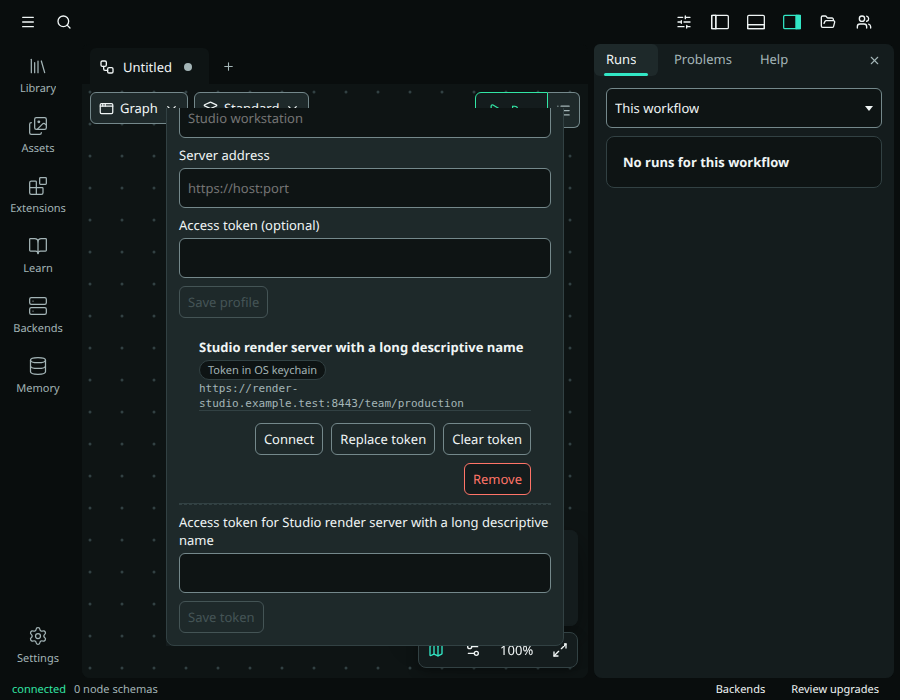 Untitled
Runs
Problems
Help
Library
Assets
Extensions
Learn
Backends
Memory
Settings
Graph
Standard
This workflow
No runs for this workflow
Studio workstation
Server address
https://host:port
Access token (optional)
Save profile
Studio render server with a long descriptive name
Token in OS keychain
https://render-
studio.example.test:8443/team/production
Connect
Replace token
Clear token
Remove
Access token for Studio render server with a long descriptive
name
Save token
100%
connected
0 node schemas
Backends
Review upgrades